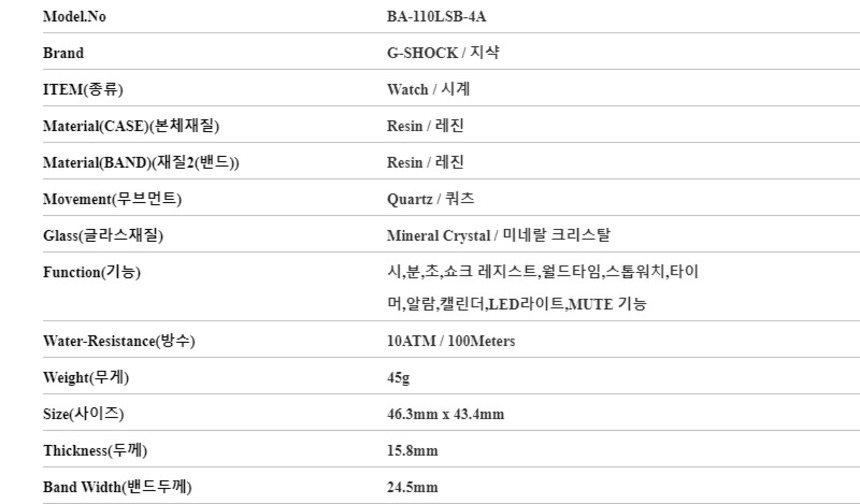 Model.No BA-110LSB-4A
Brand G-SHOCK / 지샥
ITEM(종류) Watch / 시계
Material(CASE)(본체재질) Resin / 레진
Material(BAND)(재질2(밴드)) Resin / 레진
Movement(무브먼트) Quartz / 쿼츠
Glass(글라스재질) Mineral Crystal / 미네랄 크리스탈
Function(기능) 시,분,초,쇼크 레지스트,월드타임,스톱워치,타이
머,알람,캘린더,LED라이트,MUTE 기능
Water-Resistance(방수) 10ATM / 100Meters
Weight(무게) 45g
Size(사이즈) 46.3mm x 43.4mm
Thickness(두께) 15.8mm
Band Width(밴드두께) 24.5mm